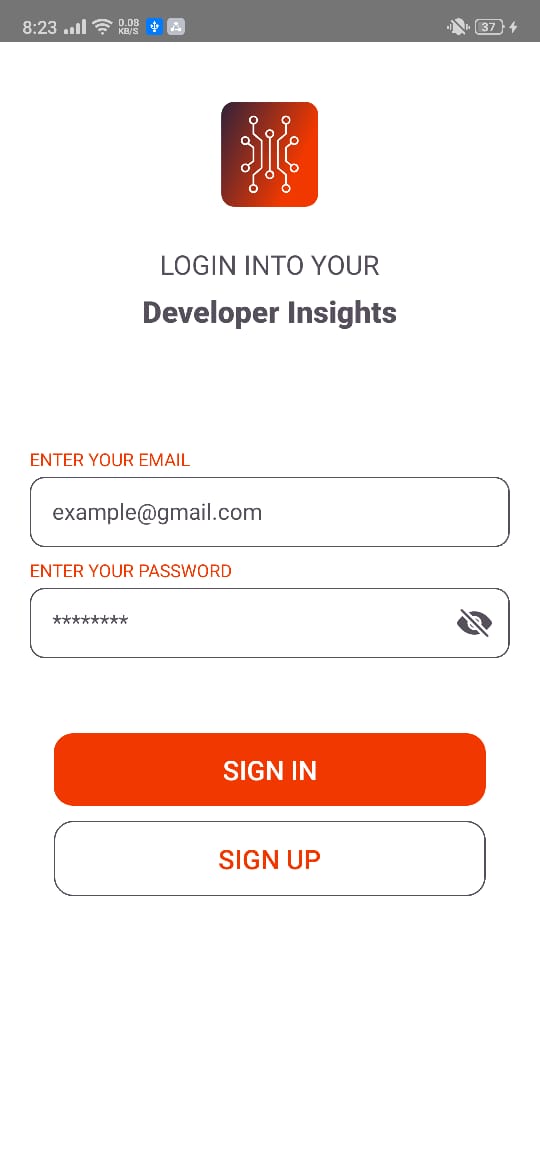 8:23 0.08 KB/S 37
LOGIN INTO YOUR
Developer Insights
ENTER YOUR EMAIL
example@gmail.com
ENTER YOUR PASSWORD
********
SIGN IN
SIGN UP